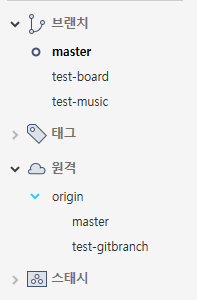 브랜치
master
test-board
test-music
태그
원격
origin
master
test-gitbranch
스태시